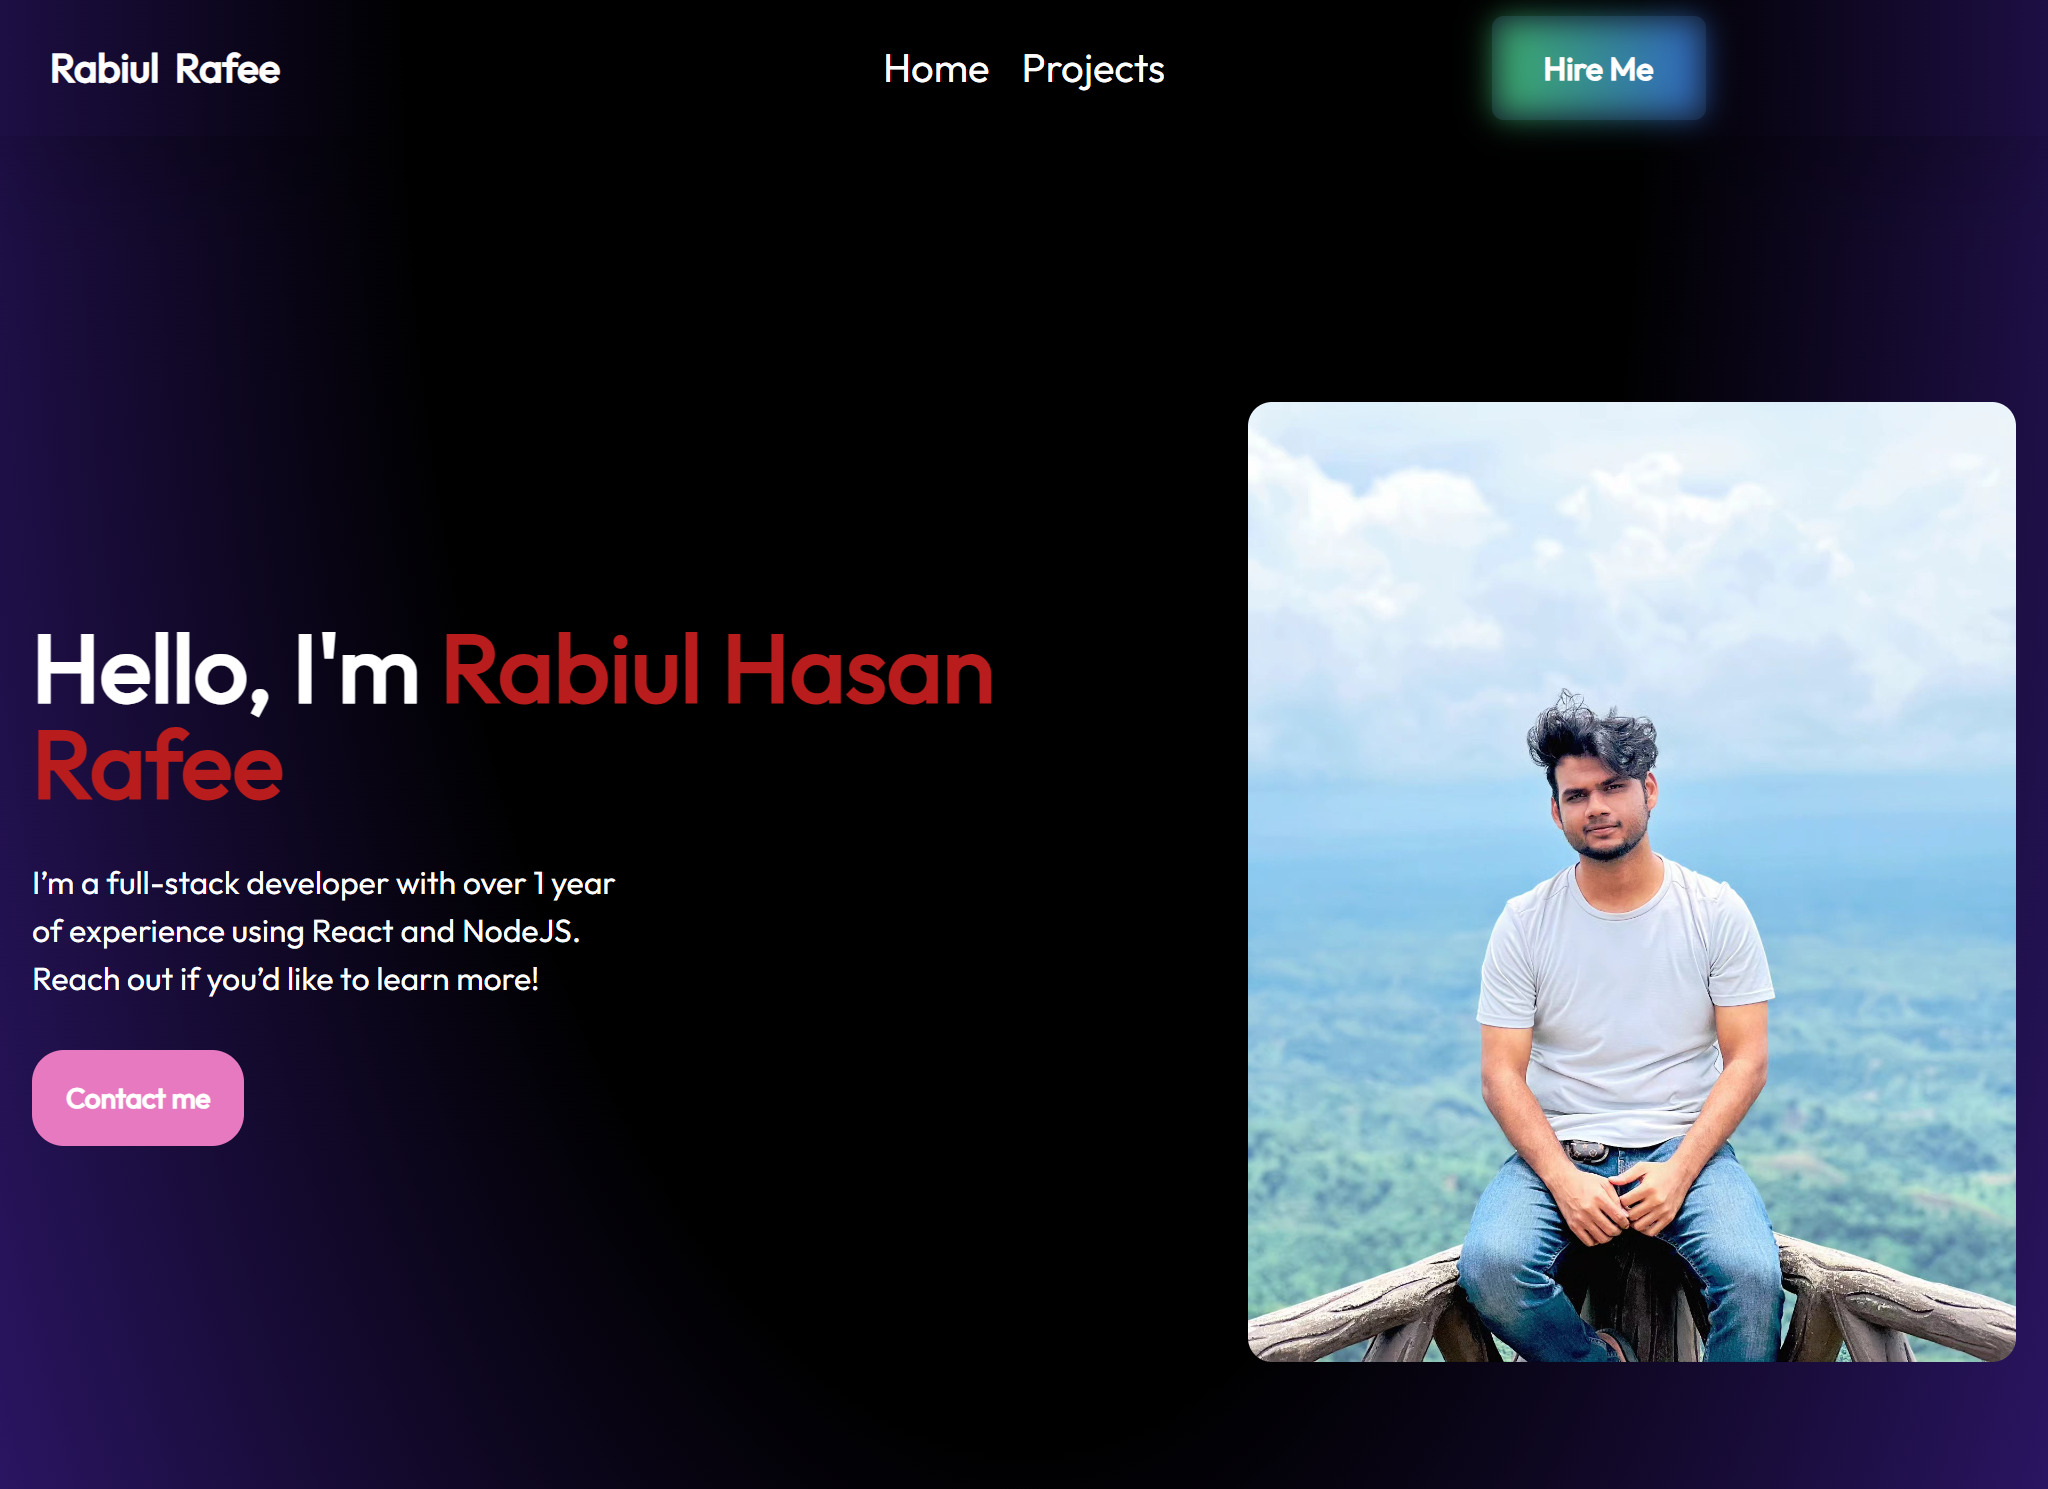 Rabiul Rafee
Home Projects
Hire Me
Hello, I'm Rabiul Hasan
Rafee
I’m a full-stack developer with over 1 year
of experience using React and NodeJS.
Reach out if you’d like to learn more!
Contact me